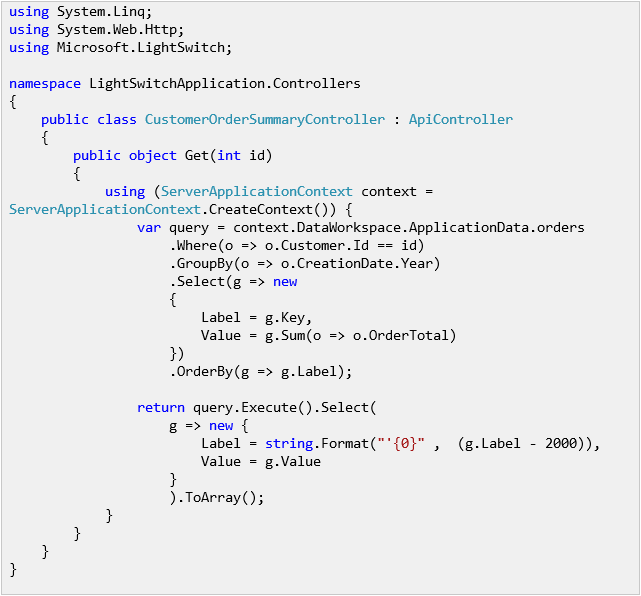 using System.Linq;
using System.Web.Http;
using Microsoft.LightSwitch;

namespace LightSwitchApplication.Controllers
{
    public class CustomerOrderSummaryController : ApiController
    {
        public object Get(int id)
        {
            using (ServerApplicationContext context =
ServerApplicationContext.CreateContext()) {
                var query = context.DataWorkspace.ApplicationData.orders
                    .Where(o => o.Customer.Id == id)
                    .GroupBy(o => o.CreationDate.Year)
                    .Select(g => new
                    {
                        Label = g.Key,
                        Value = g.Sum(o => o.OrderTotal)
                    })
                    .OrderBy(g => g.Label);

                return query.Execute().Select(
                    g => new {
                        Label = string.Format("'{0}" ,  (g.Label - 2000)),
                        Value = g.Value
                    }
                    ).ToArray();
            }
        }
    }
}